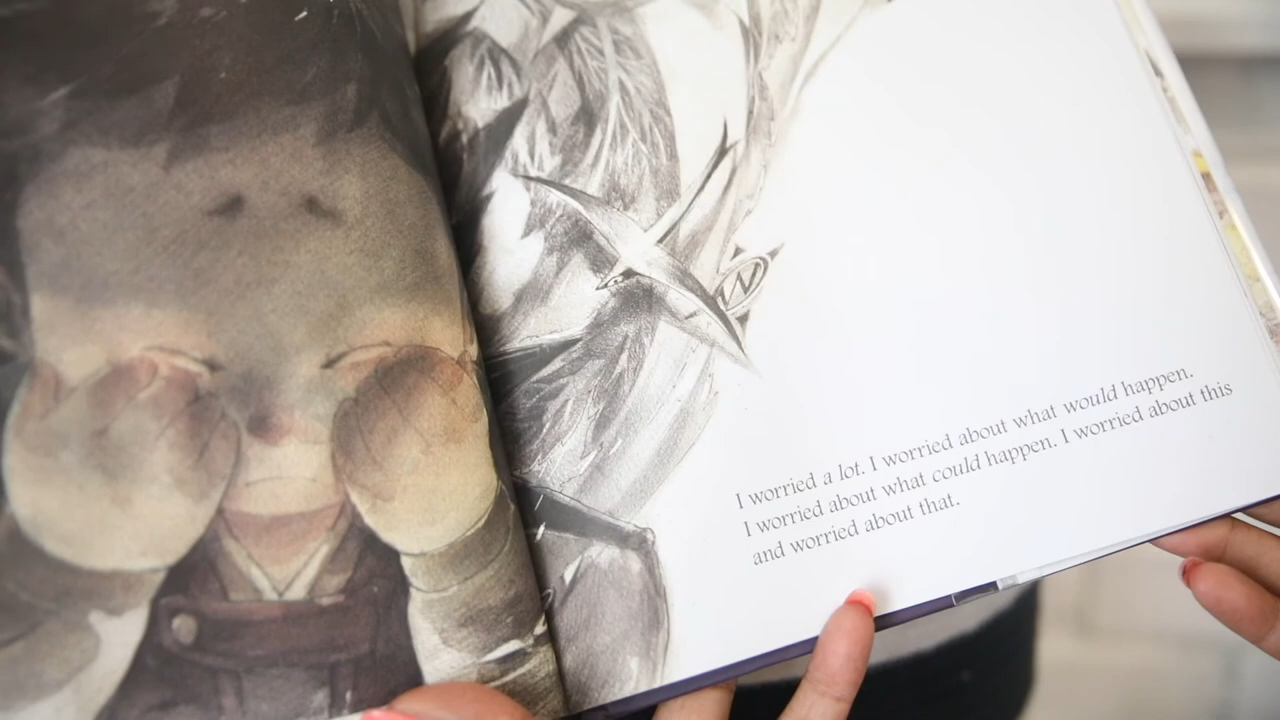 I worried a lot. I worried about what would happen.
I worried about what could happen. I worried about this
and worried about that.